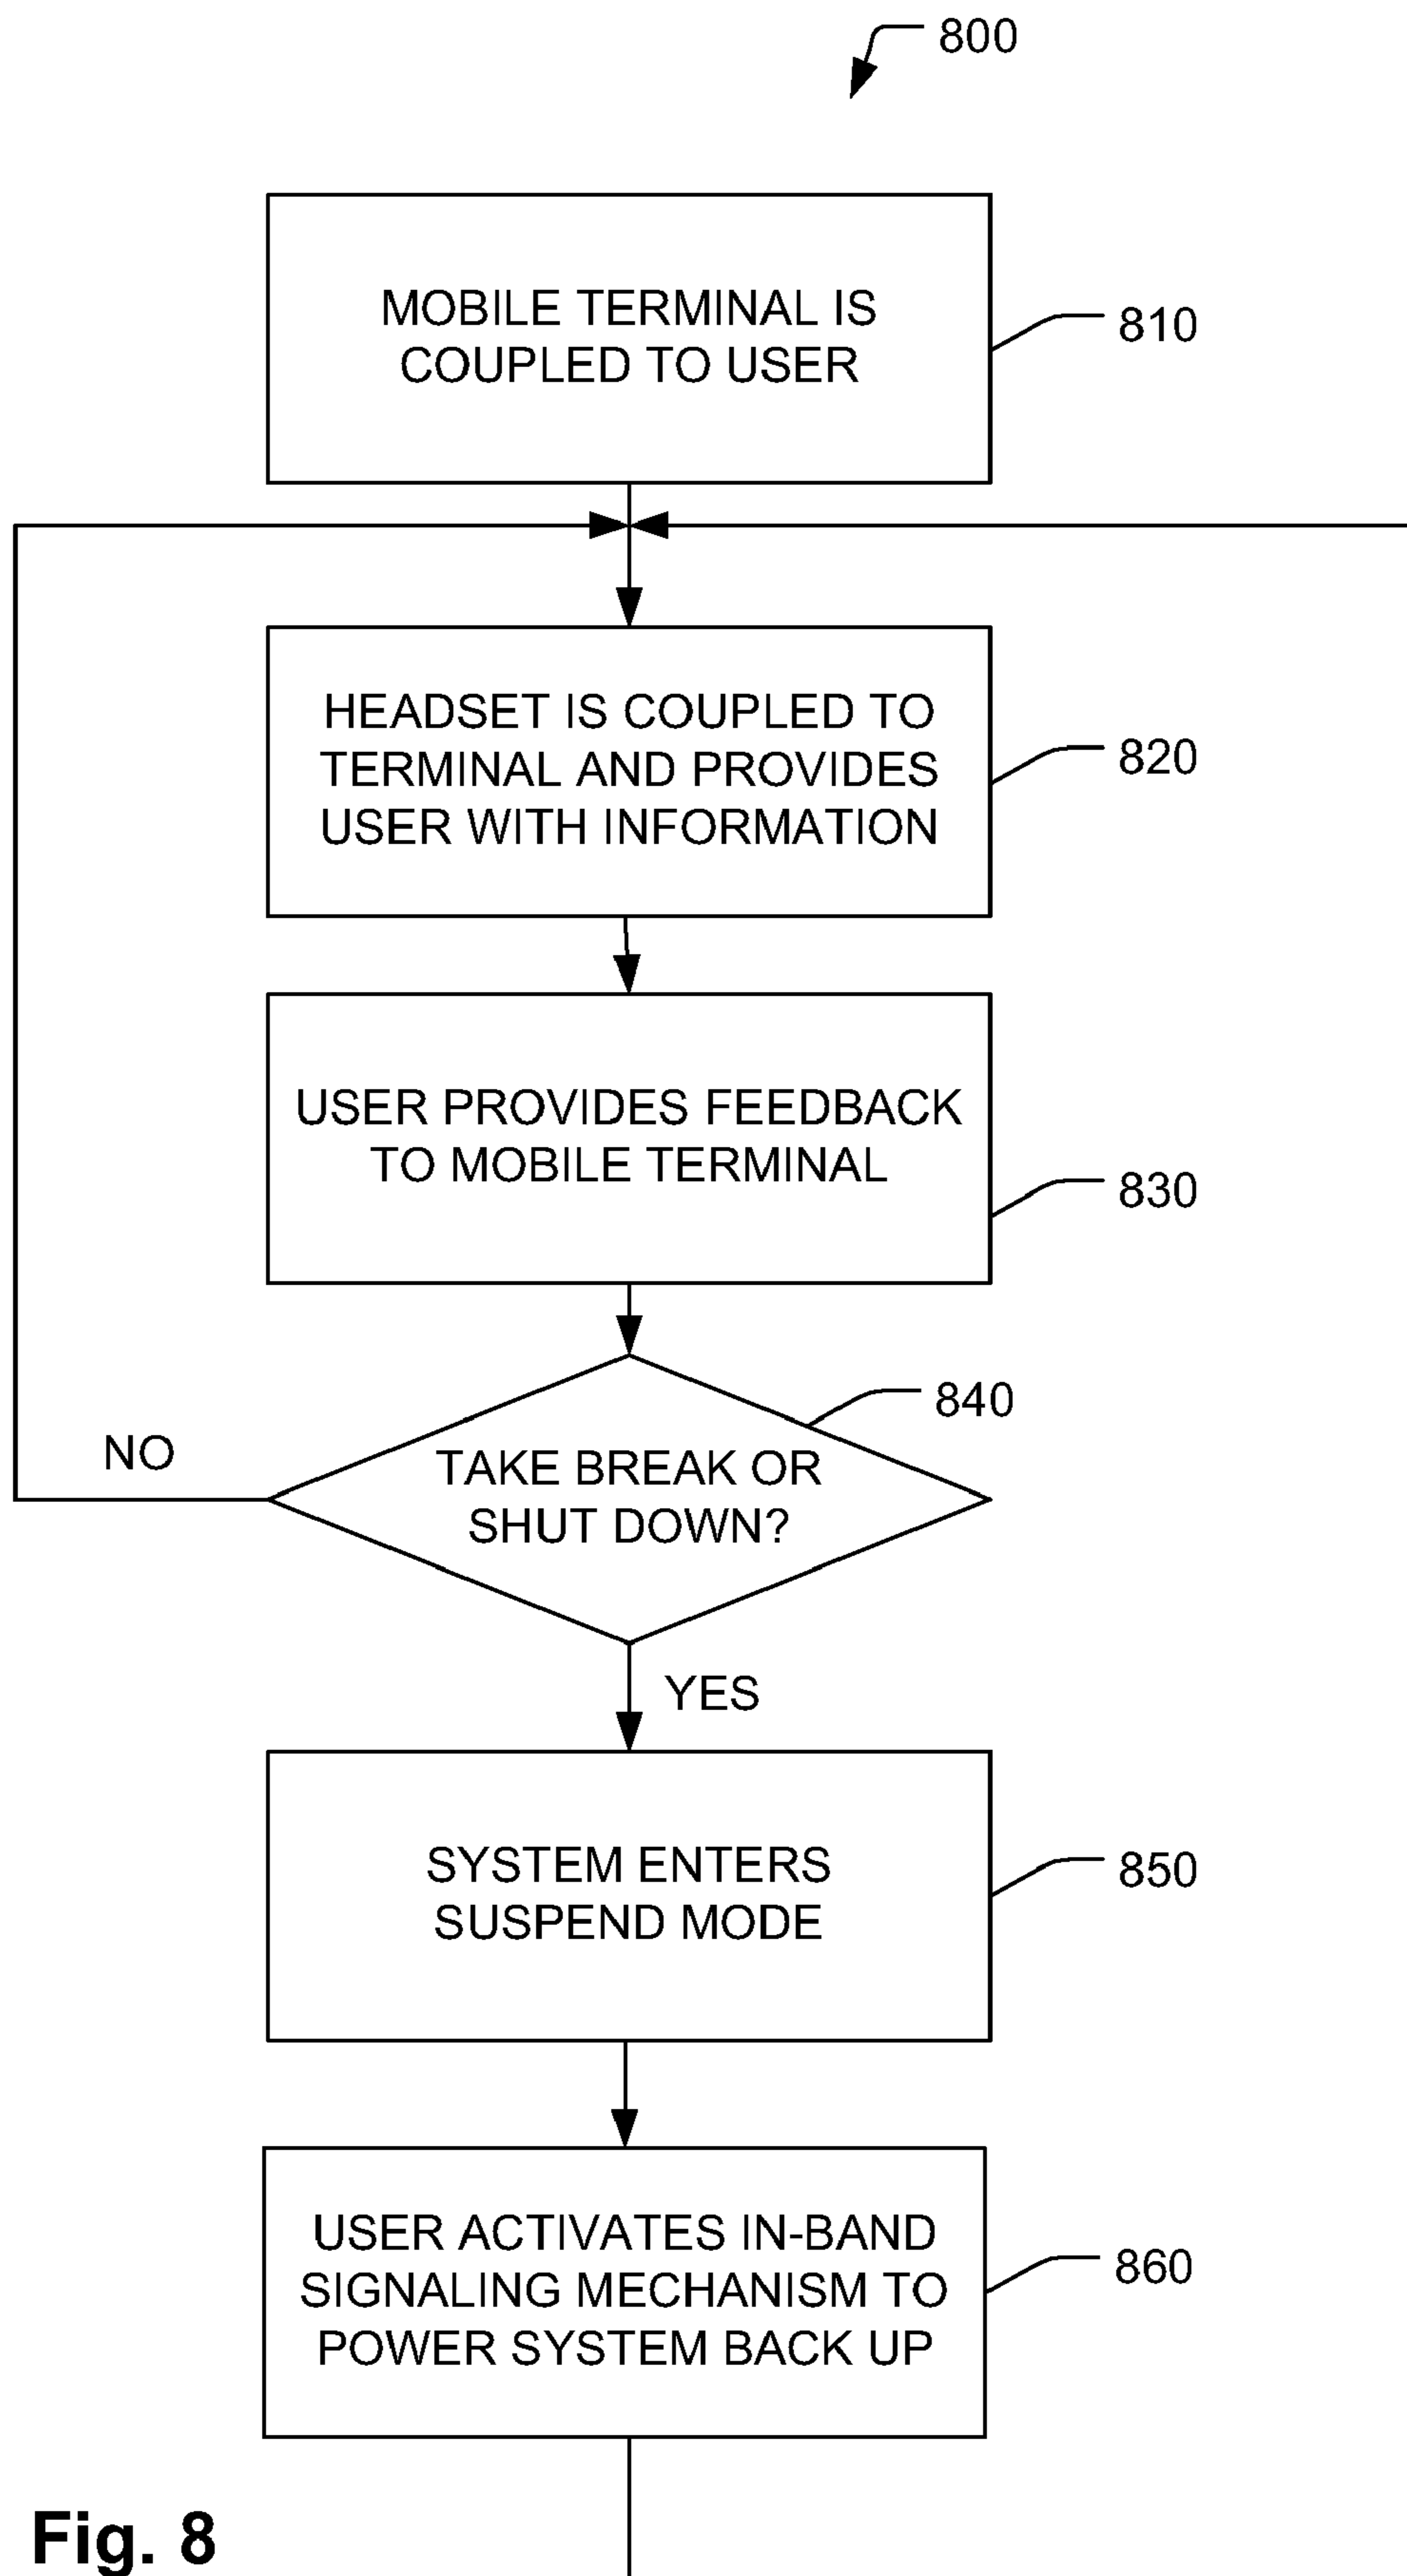 800
MOBILE TERMINAL IS
COUPLED TO USER
810
HEADSET IS COUPLED TO
TERMINAL AND PROVIDES
USER WITH INFORMATION
820
USER PROVIDES FEEDBACK
TO MOBILE TERMINAL
830
840
NO
TAKE BREAK OR
SHUT DOWN?
YES
SYSTEM ENTERS
SUSPEND MODE
850
USER ACTIVATES IN-BAND
SIGNALING MECHANISM TO
POWER SYSTEM BACK UP
860
Fig. 8